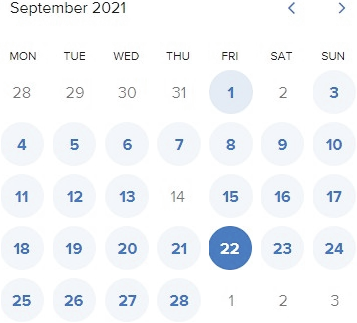 September 2021
MON TUE WED THU FRI SAT SUN
28 29 30 31 1 2 3
4 5 6 7 8 9 10
11 12 13 14 15 16 17
18 19 20 21 22 23 24
25 26 27 28 1 2 3